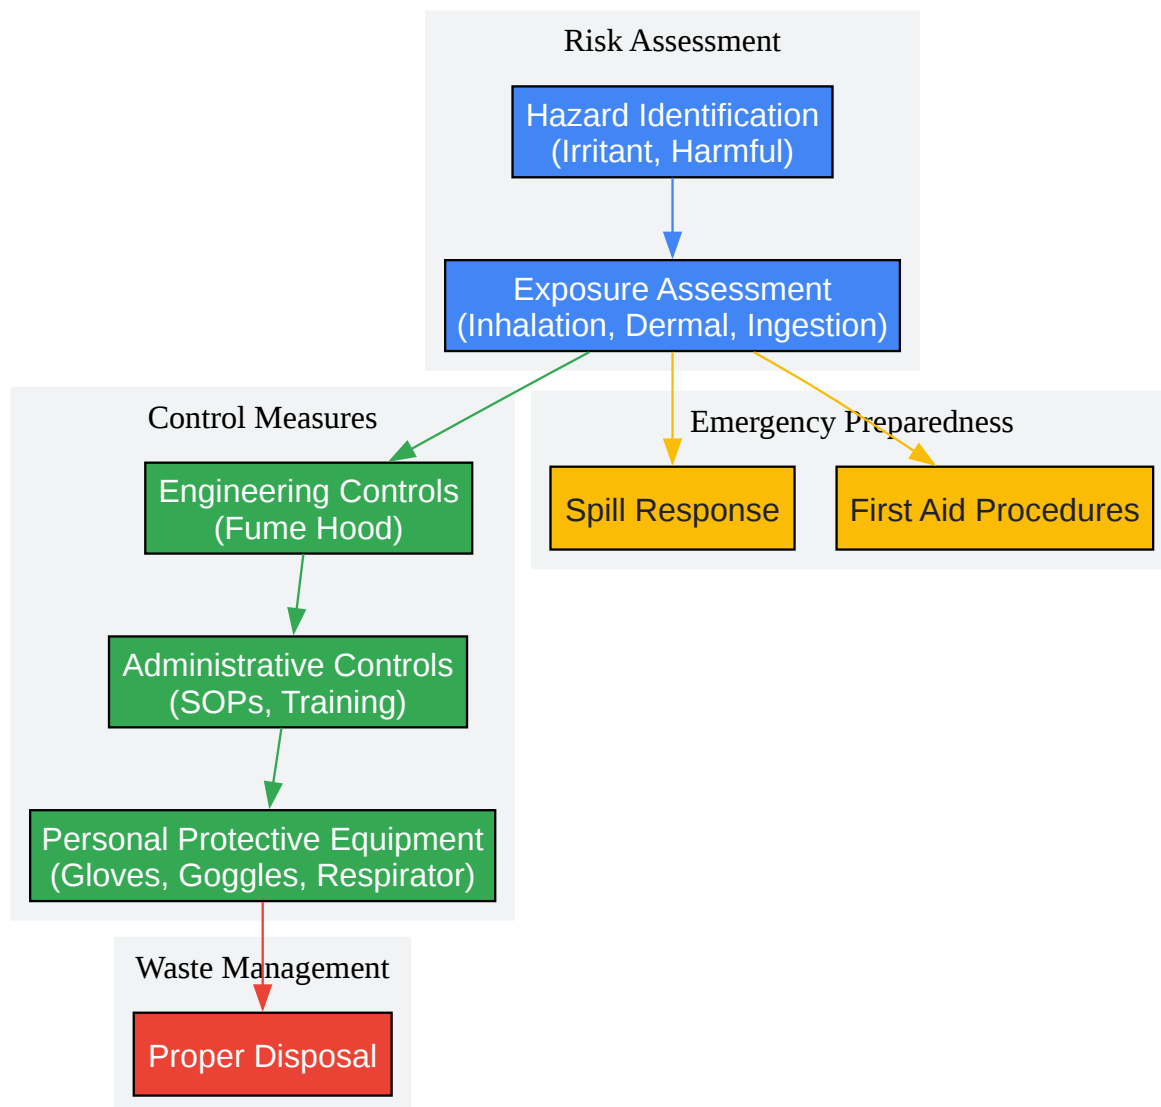 Risk Assessment
Hazard Identification
(Irritant, Harmful)
Exposure Assessment
(Inhalation, Dermal, Ingestion)
Control Measures
Engineering Controls
(Fume Hood)
Administrative Controls
(SOPs, Training)
Personal Protective Equipment
(Gloves, Goggles, Respirator)
Emergency Preparedness
Spill Response
First Aid Procedures
Waste Management
Proper Disposal